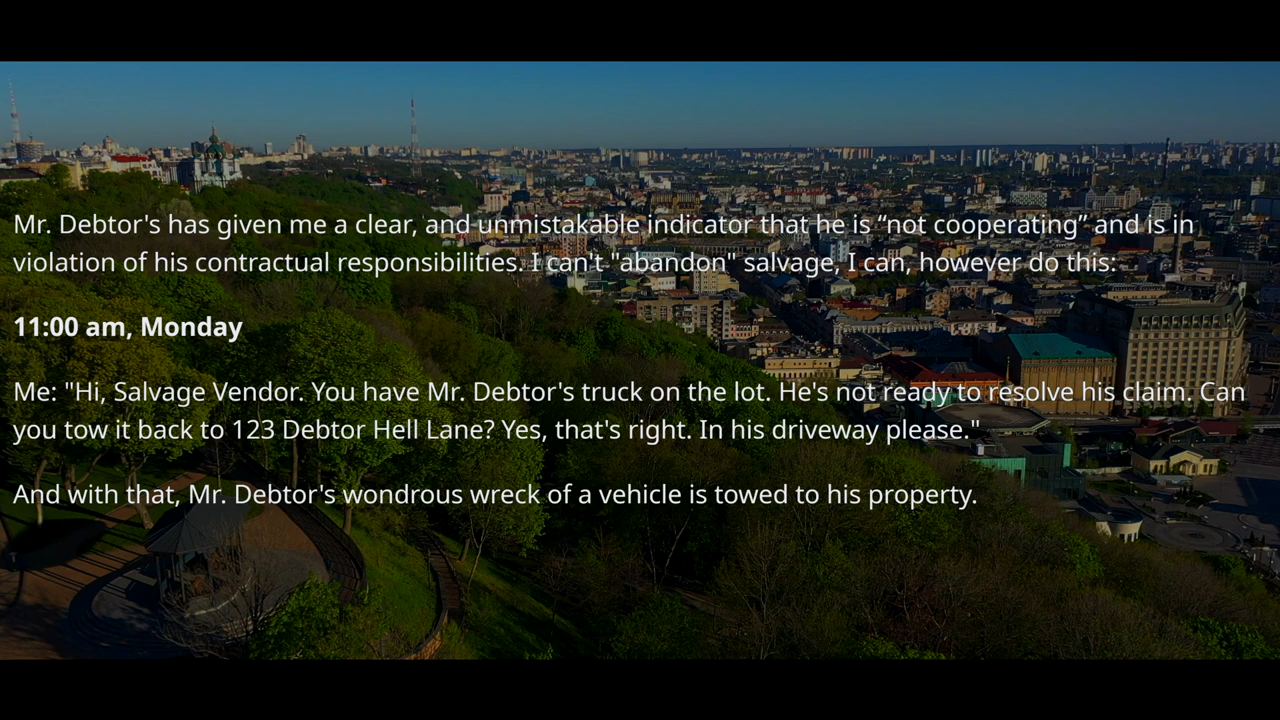 Mr. Debtor's has given me a clear, and unmistakable indicator that he is “not cooperating” and is in
violation of his contractual responsibilities. I can't "abandon" salvage, I can, however do this:
11:00 am, Monday
Me: "Hi, Salvage Vendor. You have Mr. Debtor's truck on the lot. He's not ready to resolve his claim. Can
you tow it back to 123 Debtor Hell Lane? Yes, that's right. In his driveway please."
And with that, Mr. Debtor's wondrous wreck of a vehicle is towed to his property.